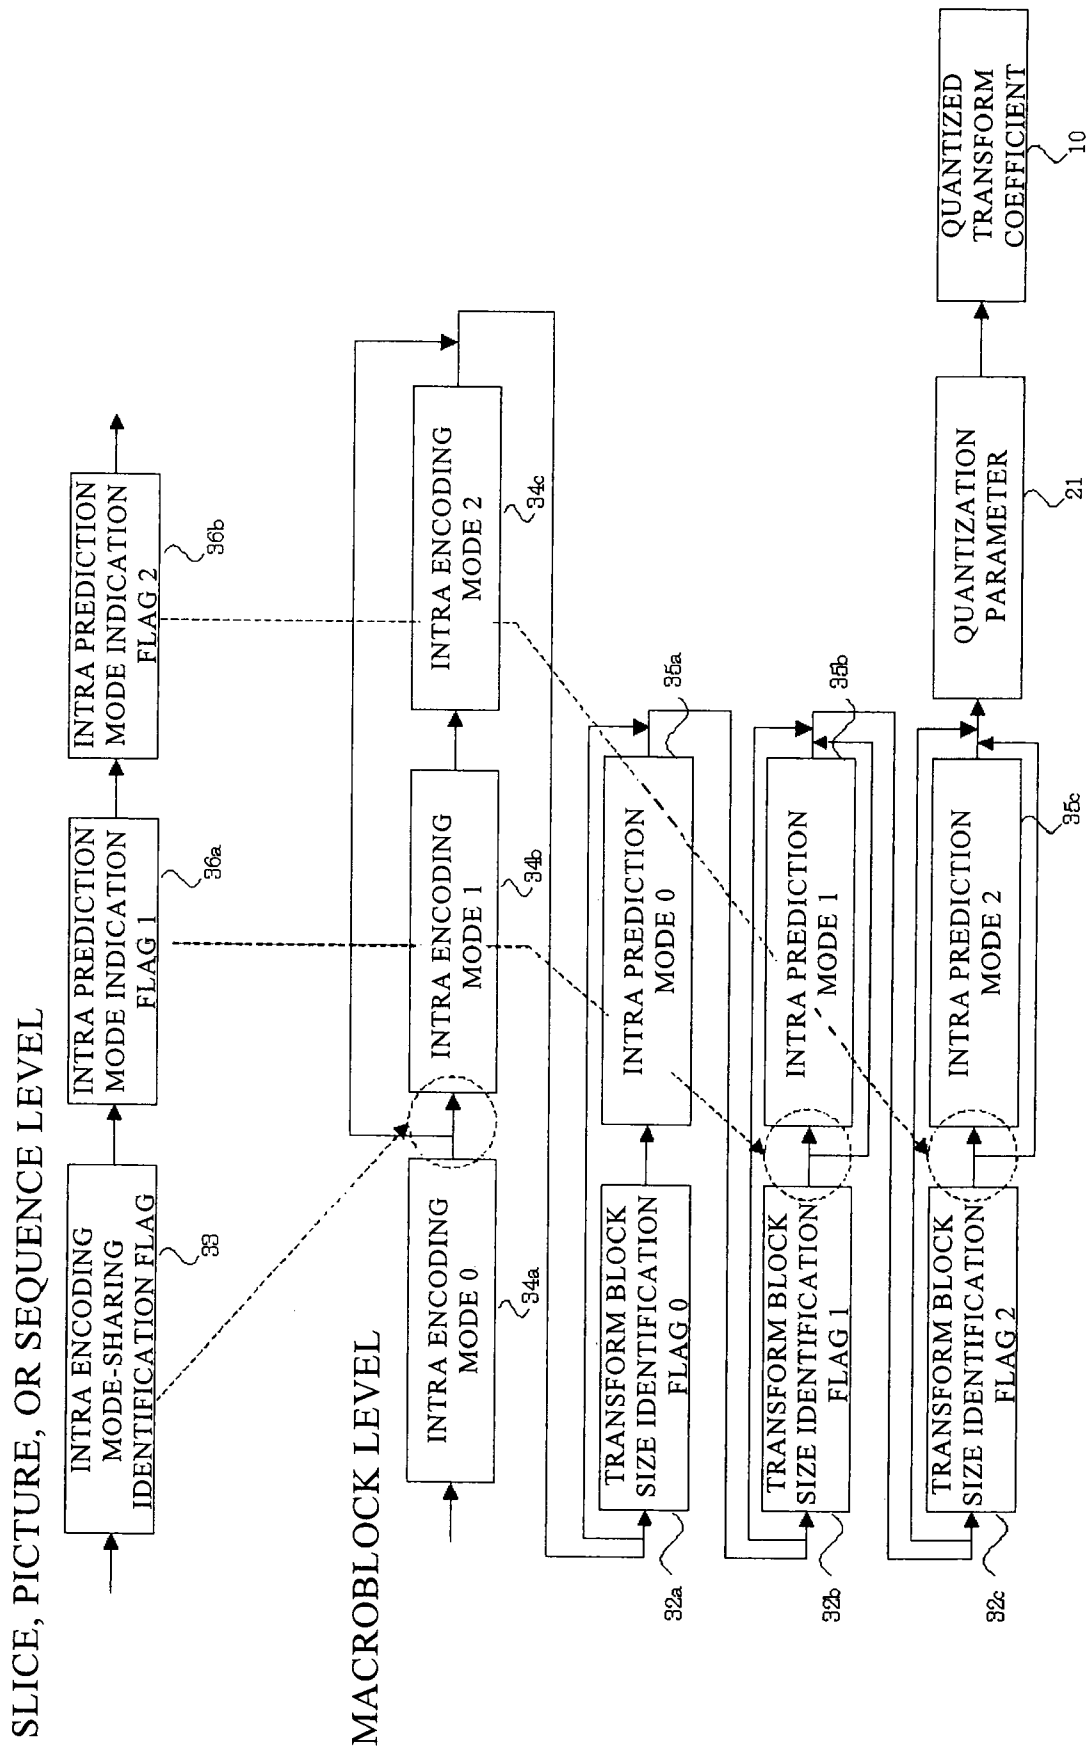 SLICE, PICTURE, OR SEQUENCE LEVEL
INTRA ENCODING
MODE-SHARING
IDENTIFICATION FLAG
33
INTRA PREDICTION
MODE INDICATION
FLAG 1
36a
INTRA PREDICTION
MODE INDICATION
FLAG 2
36b
MACROBLOCK LEVEL
INTRA ENCODING
MODE 0
34a
INTRA ENCODING
MODE 1
34b
INTRA ENCODING
MODE 2
34c
TRANSFORM BLOCK
SIZE IDENTIFICATION
FLAG 0
32a
INTRA PREDICTION
MODE 0
35a
TRANSFORM BLOCK
SIZE IDENTIFICATION
FLAG 1
32b
INTRA PREDICTION
MODE 1
35b
TRANSFORM BLOCK
SIZE IDENTIFICATION
FLAG 2
32c
INTRA PREDICTION
MODE 2
35c
QUANTIZATION
PARAMETER
21
QUANTIZED
TRANSFORM
COEFFICIENT
10